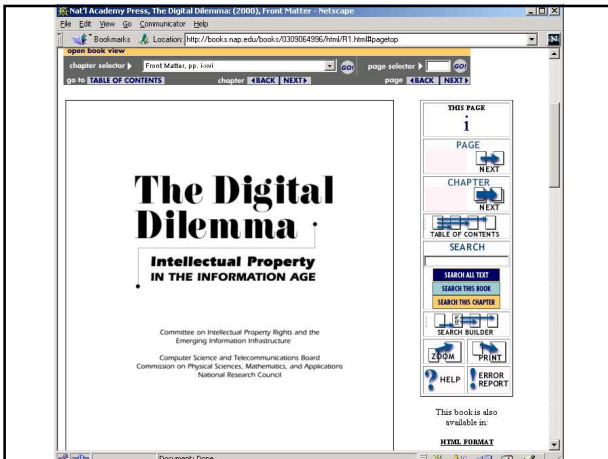 Nat'l Academy Press, The Digital Dilemma: (2000), Front Matter - Netscape
File Edit View Go Communicator Help
Bookmarks Location: http://books.nap.edu/books/0309064996/html/R1.html#pagetop
open book view
chapter selector Front Matter, pp. i-xvi GO! page selector GO!
go to TABLE OF CONTENTS chapter BACK NEXT page BACK NEXT
THIS PAGE
i
PAGE
NEXT
CHAPTER
NEXT
TABLE OF CONTENTS
SEARCH
SEARCH ALL TEXT
SEARCH THIS BOOK
SEARCH THIS CHAPTER
SEARCH BUILDER
ZOOM PRINT
? HELP ! ERROR REPORT
This book is also
available in:
HTML FORMAT
The Digital
Dilemma
Intellectual Property
IN THE INFORMATION AGE
Committee on Intellectual Property Rights and the
Emerging Information Infrastructure
Computer Science and Telecommunications Board
Commission on Physical Sciences, Mathematics, and Applications
National Research Council
Document: Done